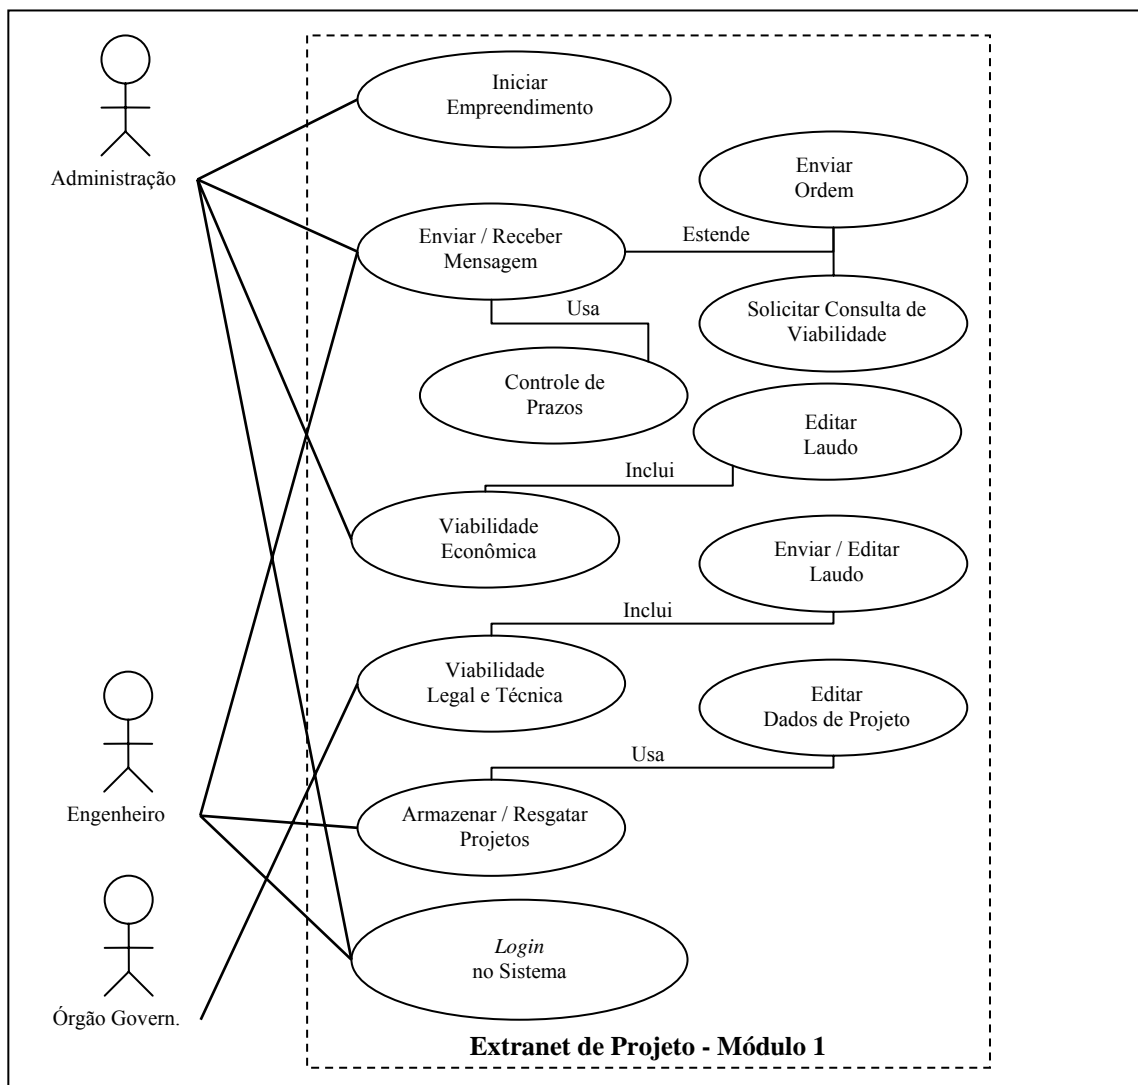 Iniciar
Empreendimento
Administração
Enviar
Ordem
Enviar / Receber
Mensagem
Estende
Usa
Solicitar Consulta de
Viabilidade
Controle de
Prazos
Editar
Laudo
Inclui
Viabilidade
Econômica
Enviar / Editar
Laudo
Inclui
Viabilidade
Legal e Técnica
Editar
Dados de Projeto
Usa
Engenheiro
Armazenar / Resgatar
Projetos
Login
no Sistema
Órgão Govern.
Extranet de Projeto - Módulo 1